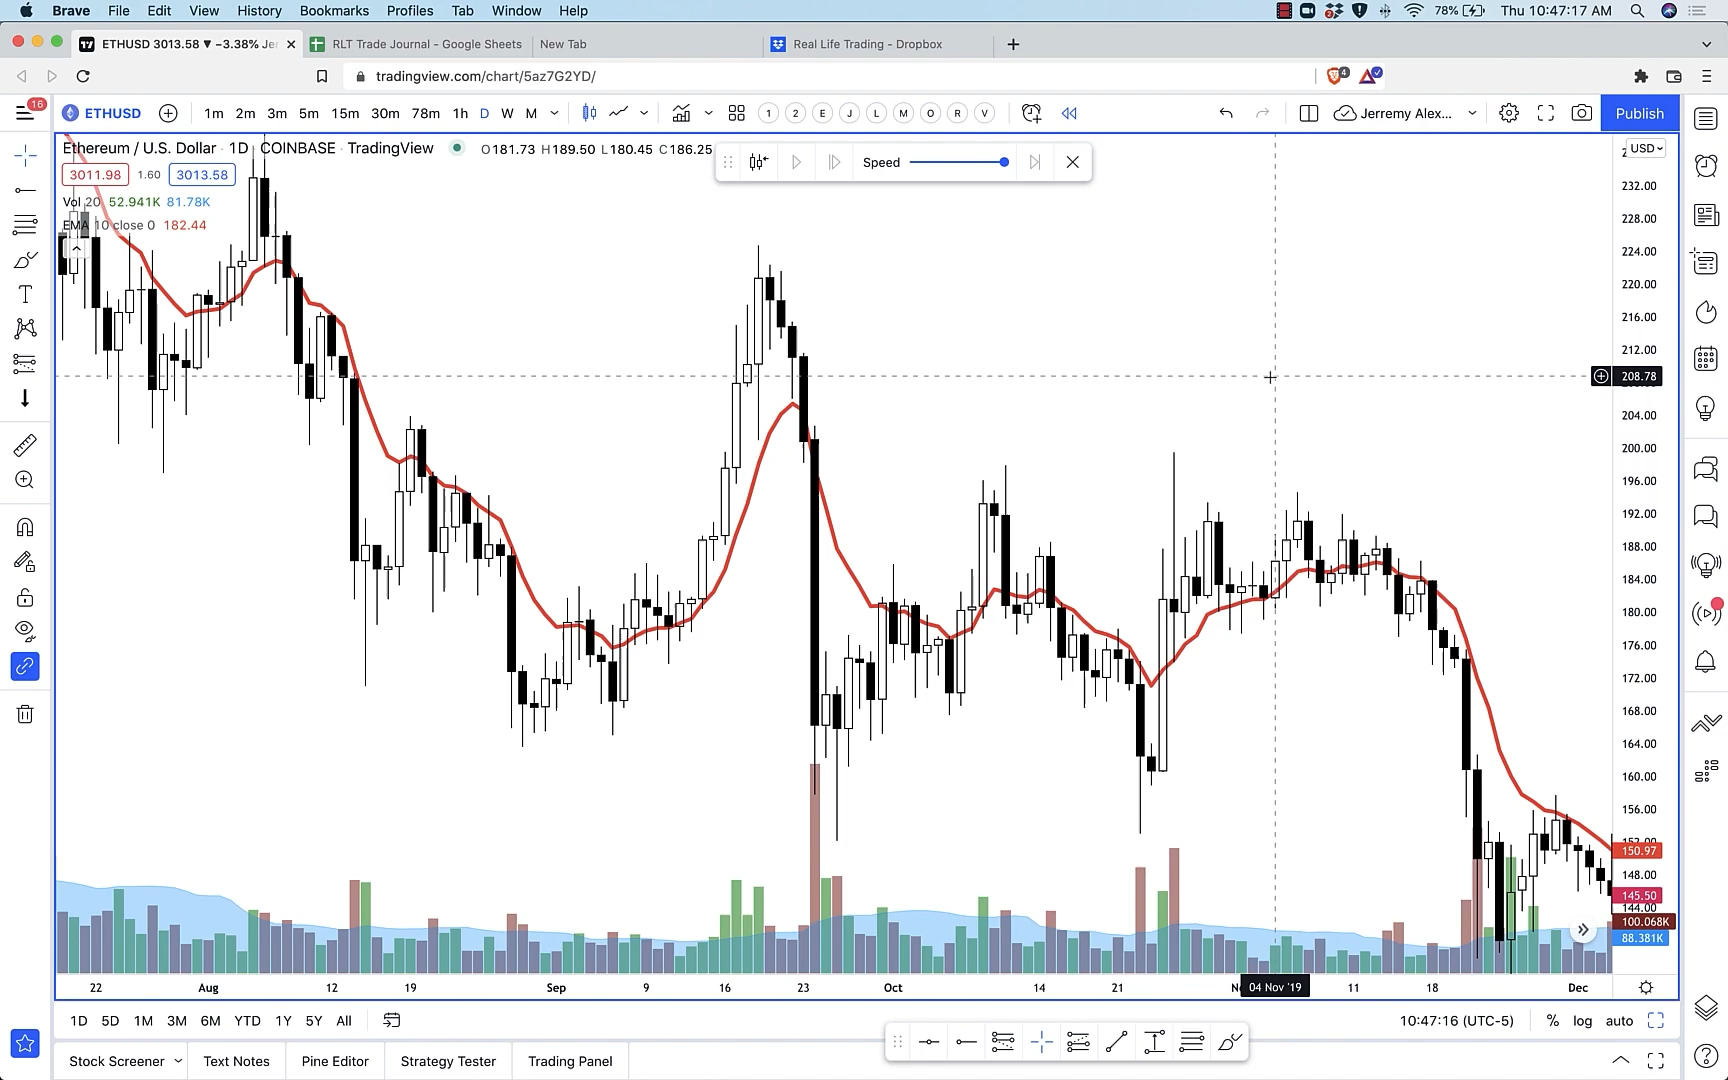 Brave File Edit View History Bookmarks Profiles Tab Window Help 2 78% Thu 10:47:17 AM
ETHUSD 3013.58 ▼ −3.38% Je RLT Trade Journal - Google Sheets New Tab Real Life Trading - Dropbox
tradingview.com/chart/5az7G2YD/ 4
16 ETHUSD 1m 2m 3m 5m 15m 30m 78m 1h D W M 1 2 E J L M O R V Jerremy Alex... Publish
Ethereum / U.S. Dollar · 1D · COINBASE · TradingView O181.73 H189.50 L180.45 C186.25 Speed USD
3011.98 1.60 3013.58
Vol 20 52.941K 81.78K
EMA 10 close 0 182.44
232.00
228.00
224.00
220.00
216.00
212.00
208.78
204.00
200.00
196.00
192.00
188.00
184.00
180.00
176.00
172.00
168.00
164.00
160.00
156.00
152.00
150.97
148.00
145.50
144.00
100.068K
88.381K
22 Aug 12 19 Sep 9 16 23 Oct 14 21 04 Nov '19 11 18 Dec
1D 5D 1M 3M 6M YTD 1Y 5Y All 10:47:16 (UTC-5) % log auto
Stock Screener Text Notes Pine Editor Strategy Tester Trading Panel